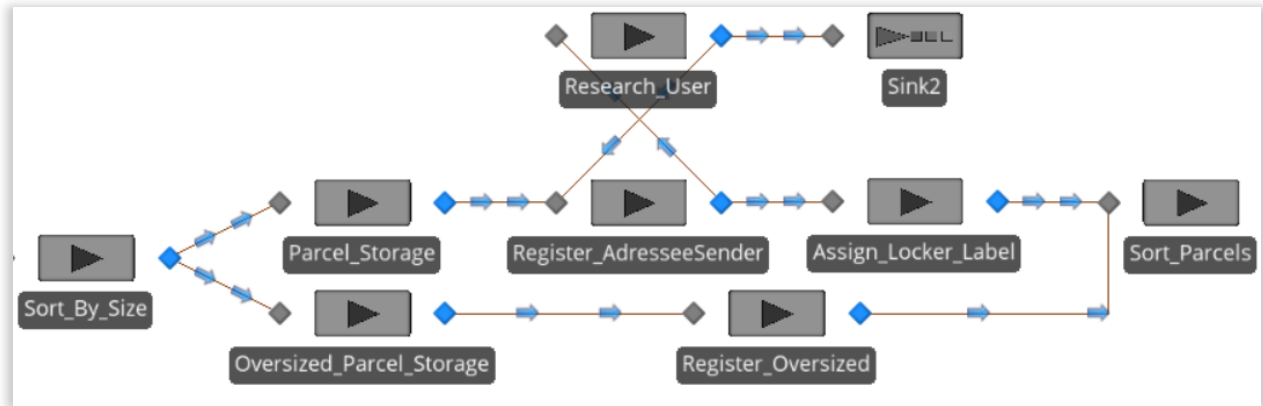 Research_User
Sink2
Parcel_Storage
Register_AdresseeSender
Assign_Locker_Label
Sort_Parcels
Sort_By_Size
Oversized_Parcel_Storage
Register_Oversized